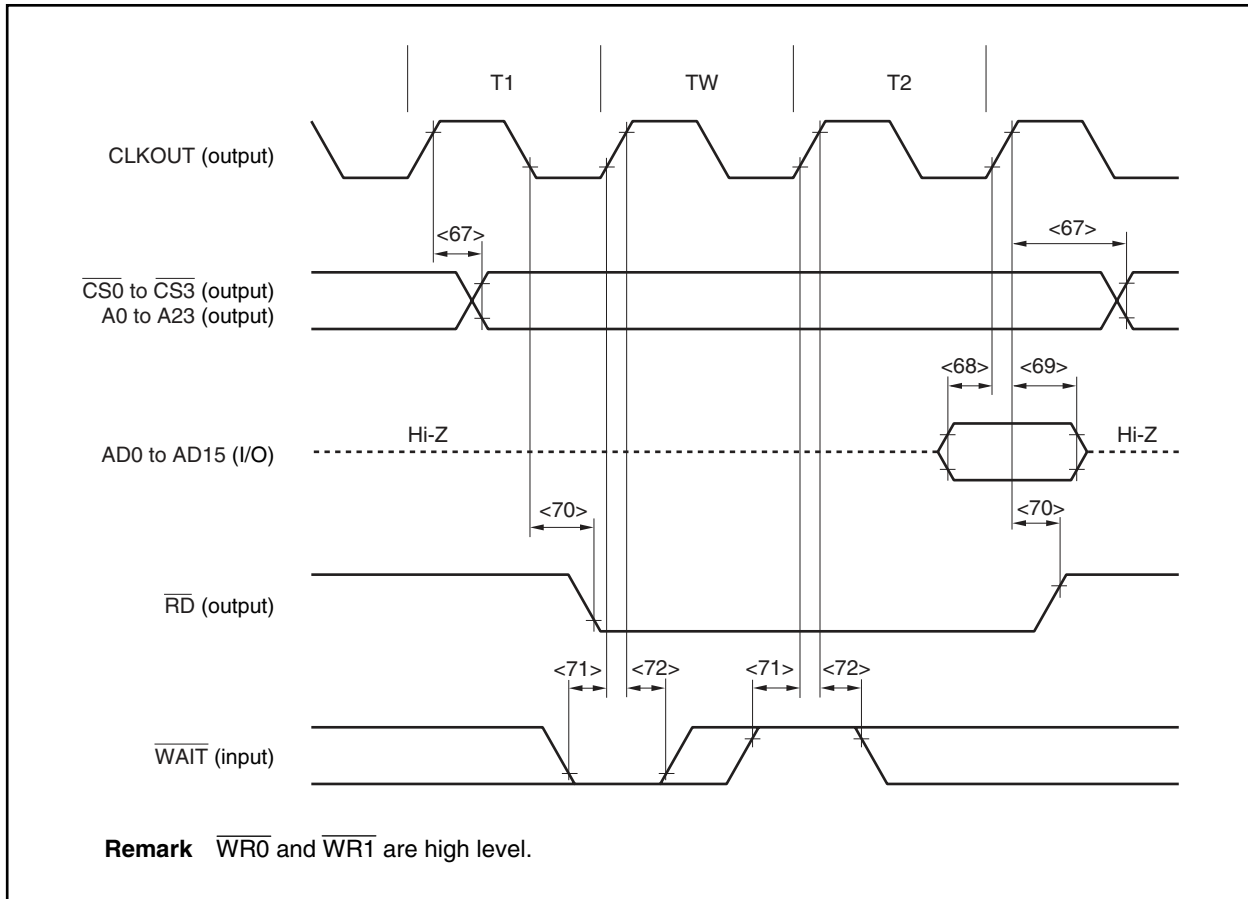 T1 TW T2
CLKOUT (output)
<67> <67>
CS0 to CS3 (output)
A0 to A23 (output)
<68> <69>
Hi-Z Hi-Z
AD0 to AD15 (I/O)
<70> <70>
RD (output)
<71> <72> <71> <72>
WAIT (input)
Remark WR0 and WR1 are high level.